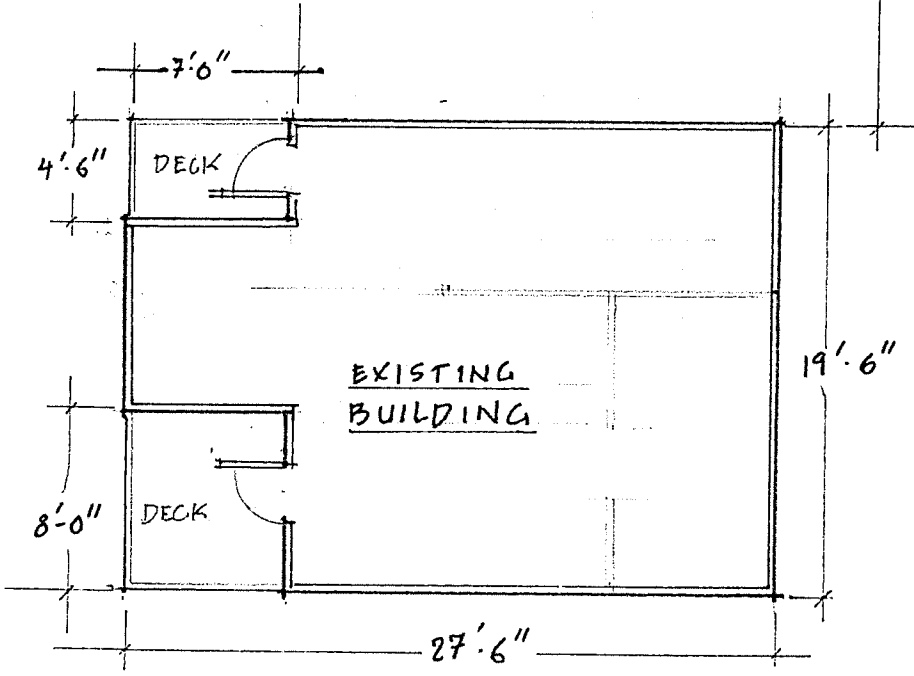 7'-0"
4'-6"
DECK
EXISTING
BUILDING
19'-6"
8'-0"
DECK
27'-6"